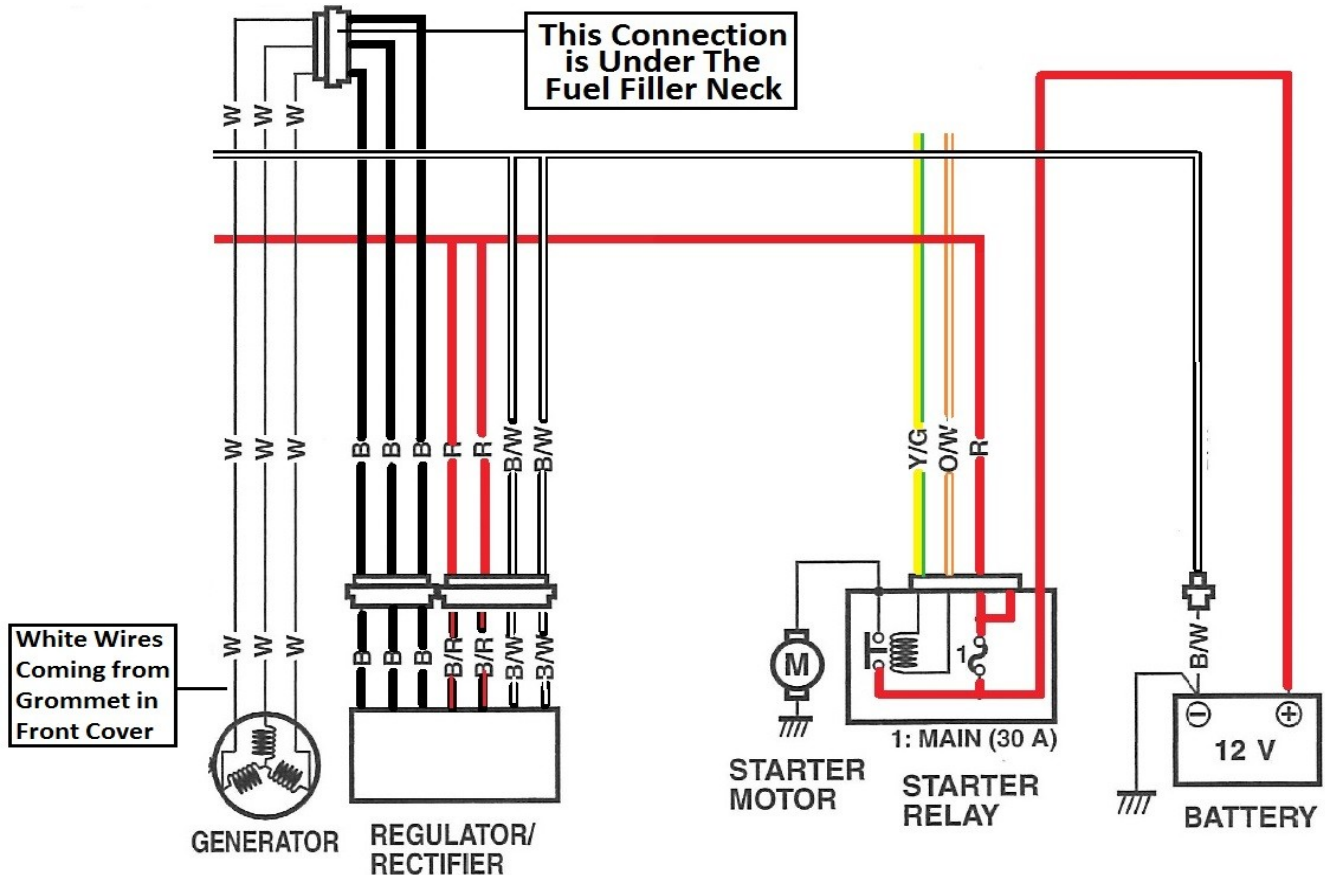 This Connection
is Under The
Fuel Filler Neck
W
W
W
W
W
W
B
B
B
R
R
B/W
B/W
Y/G
O/W
R
White Wires
Coming from
Grommet in
Front Cover
W
W
W
B
B
B
B/R
B/R
B/W
B/W
M
1
B/W
1: MAIN (30 A)
12 V
GENERATOR
REGULATOR/
RECTIFIER
STARTER
MOTOR
STARTER
RELAY
BATTERY